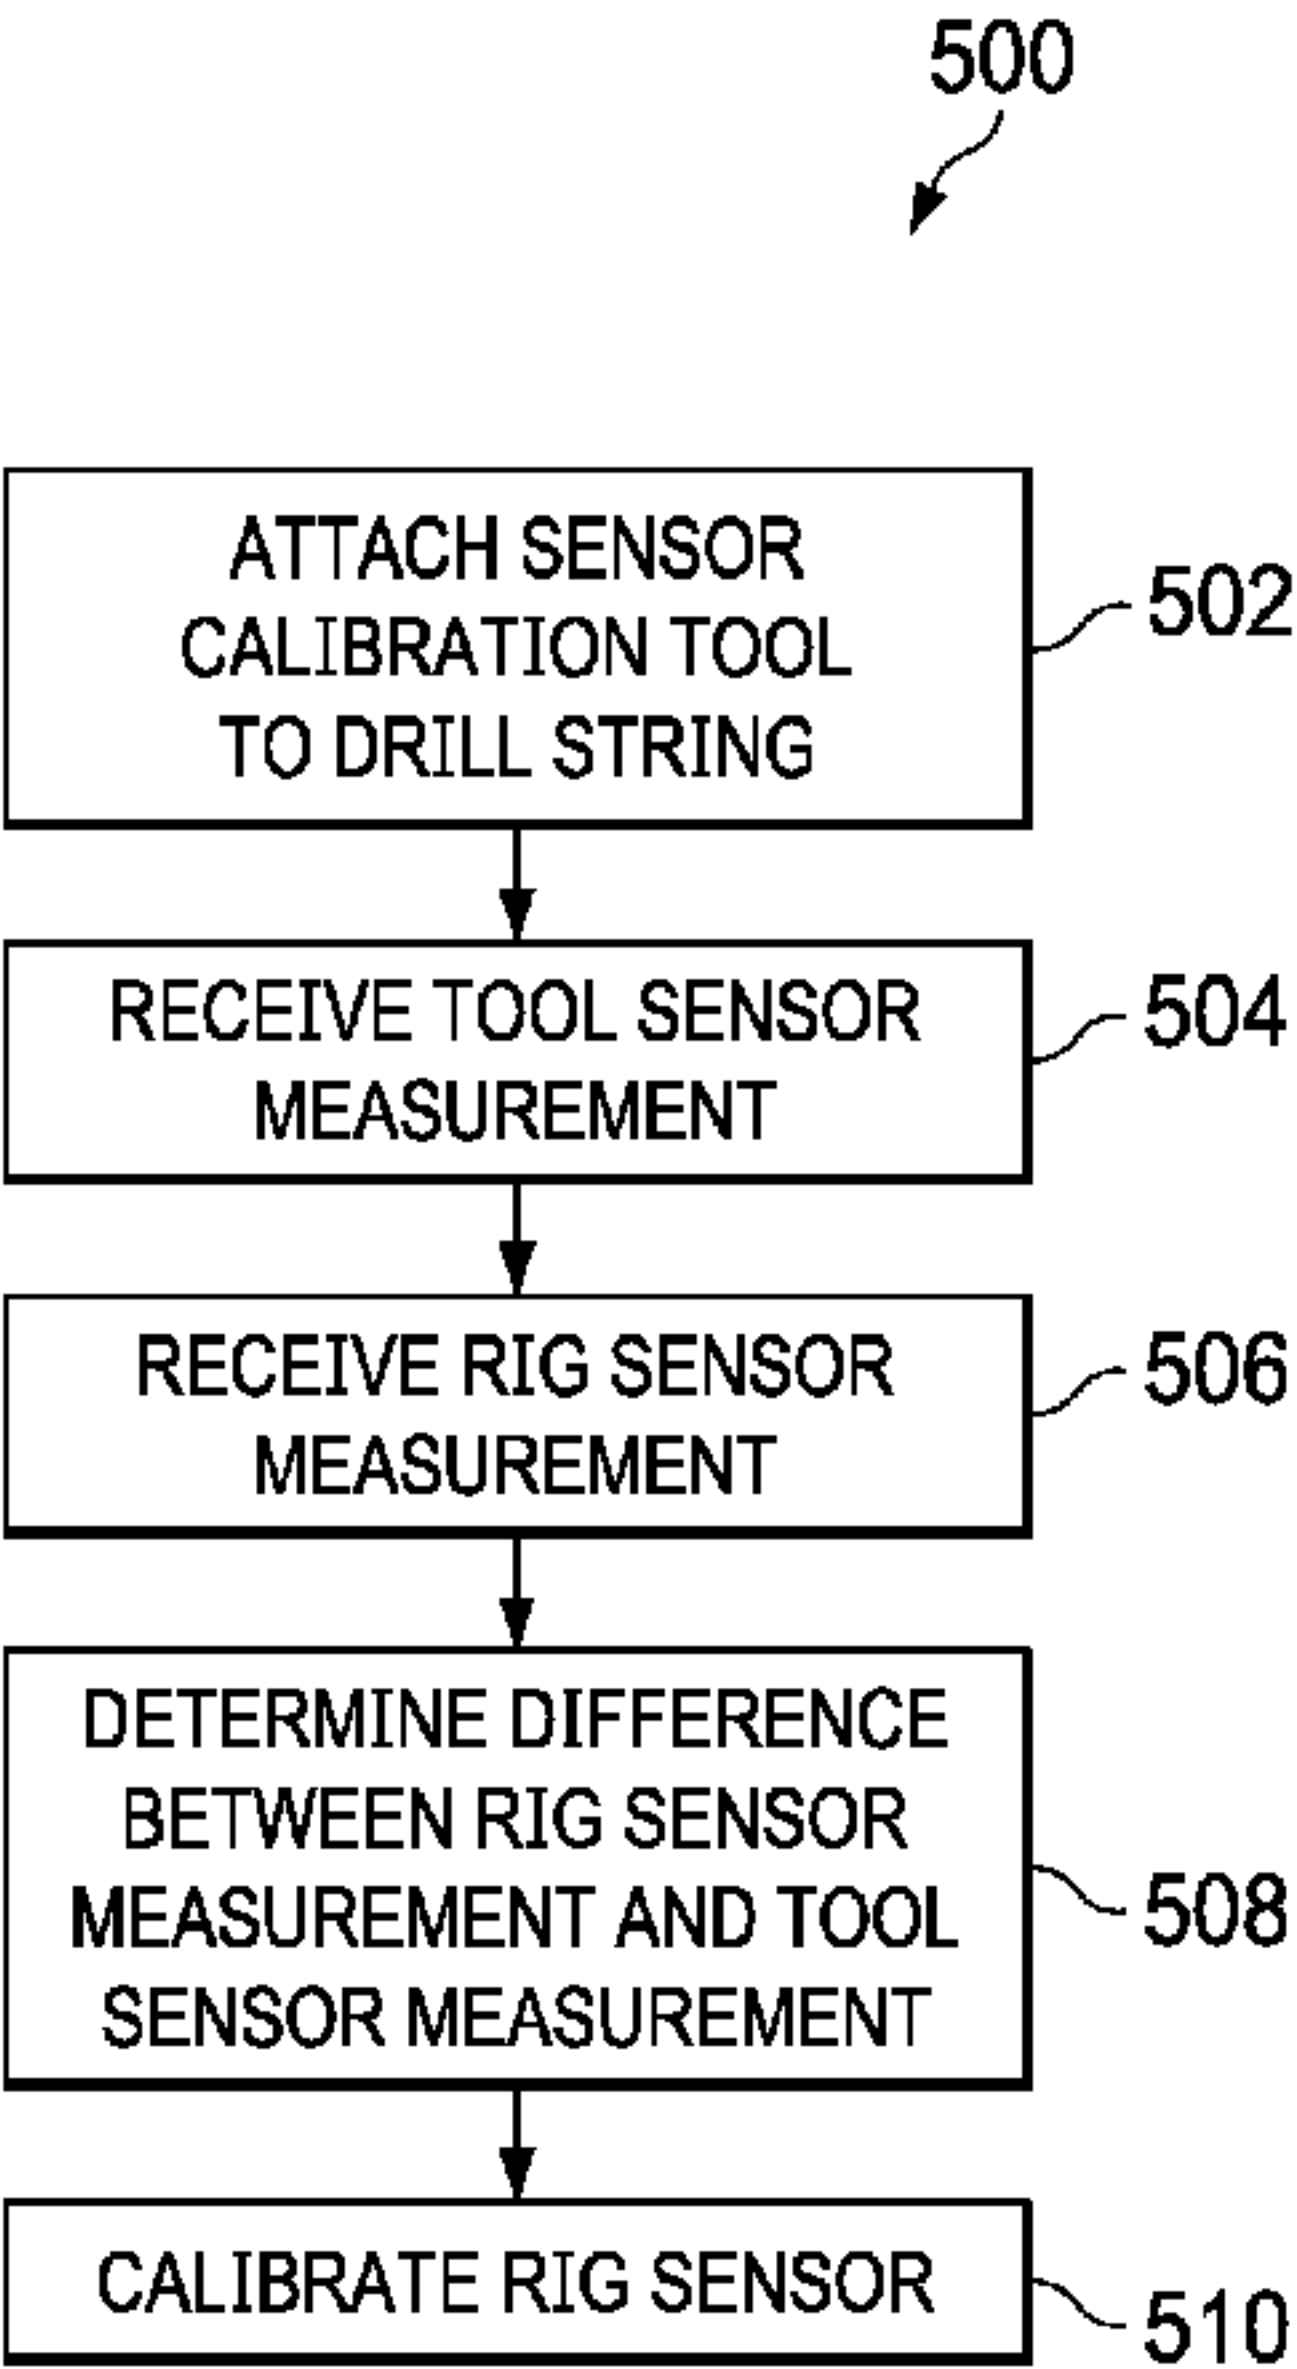 500
ATTACH SENSOR
CALIBRATION TOOL
TO DRILL STRING
502
RECEIVE TOOL SENSOR
MEASUREMENT
504
RECEIVE RIG SENSOR
MEASUREMENT
506
DETERMINE DIFFERENCE
BETWEEN RIG SENSOR
MEASUREMENT AND TOOL
SENSOR MEASUREMENT
508
CALIBRATE RIG SENSOR
510